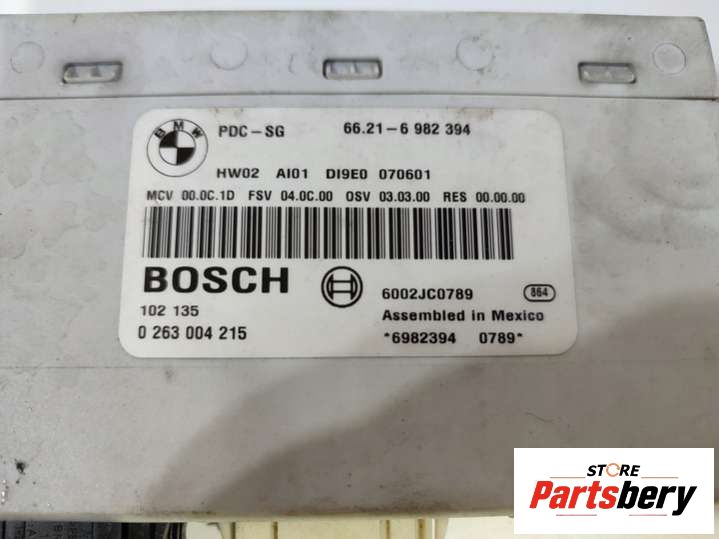 BMW
PDC-SG 66.21-6 982 394
HW02 AI01 DI9E0 070601
MCV 00.0C.1D FSV 04.0C.00 OSV 03.03.00 RES 00.00.00
BOSCH
6002JC0789 864
102 135
Assembled in Mexico
0 263 004 215
*6982394 0789*
STORE
Partsbery